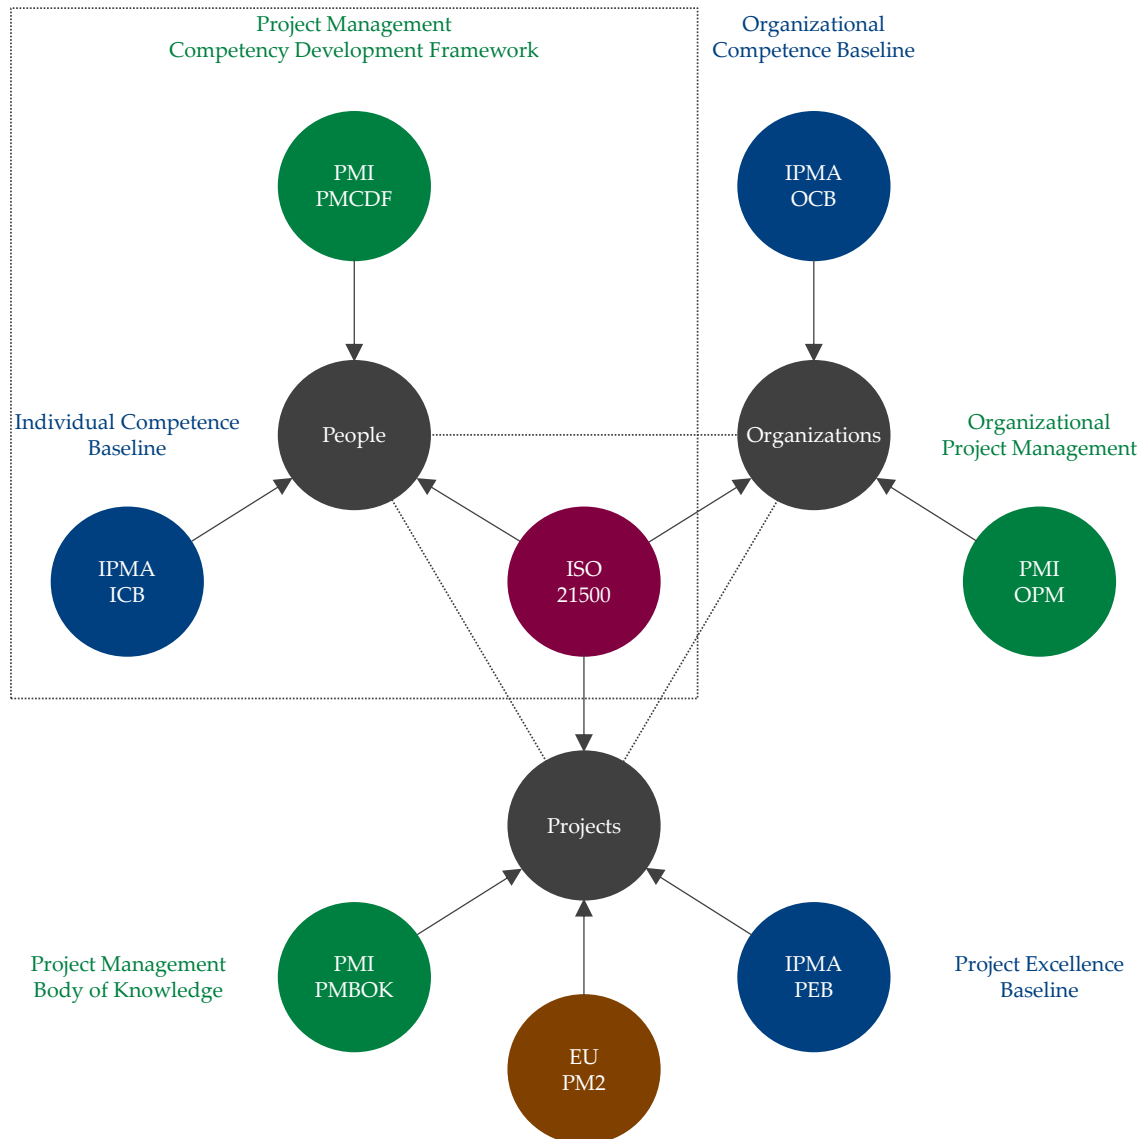 Project Management
Competency Development Framework
Organizational
Competence Baseline
PMI
PMCDF
IPMA
OCB
Individual Competence
Baseline
People
Organizations
Organizational
Project Management
IPMA
ICB
ISO
21500
PMI
OPM
Projects
Project Management
Body of Knowledge
PMI
PMBOK
IPMA
PEB
Project Excellence
Baseline
EU
PM2